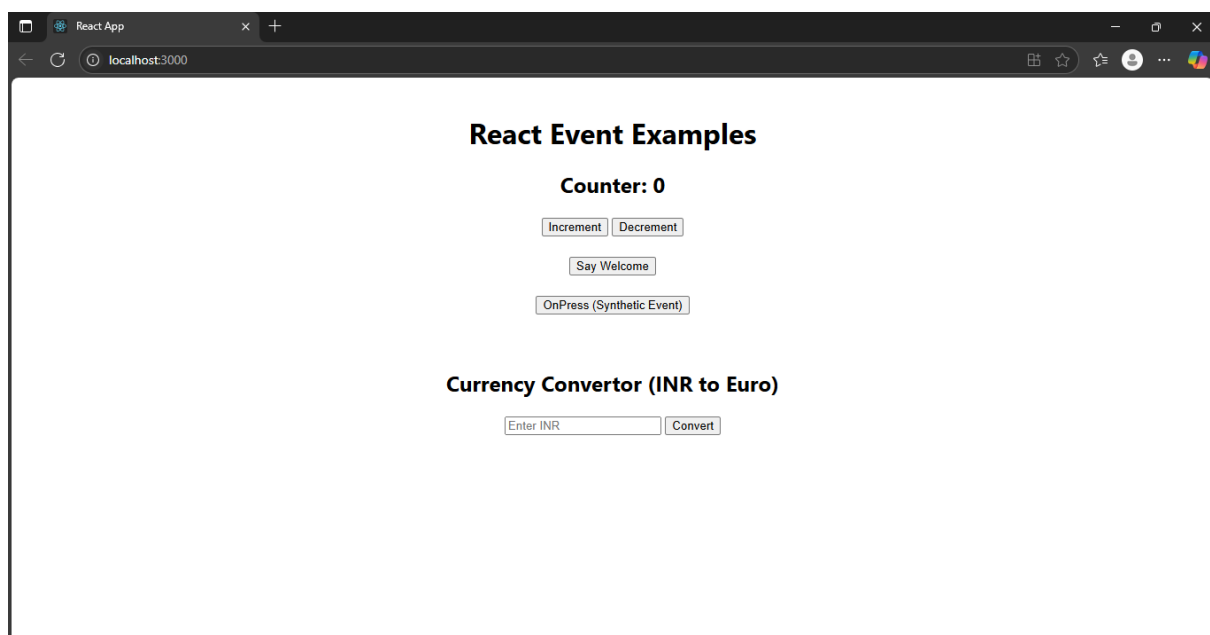 React App
localhost:3000
React Event Examples
Counter: 0
Increment Decrement
Say Welcome
OnPress (Synthetic Event)
Currency Convertor (INR to Euro)
Enter INR Convert